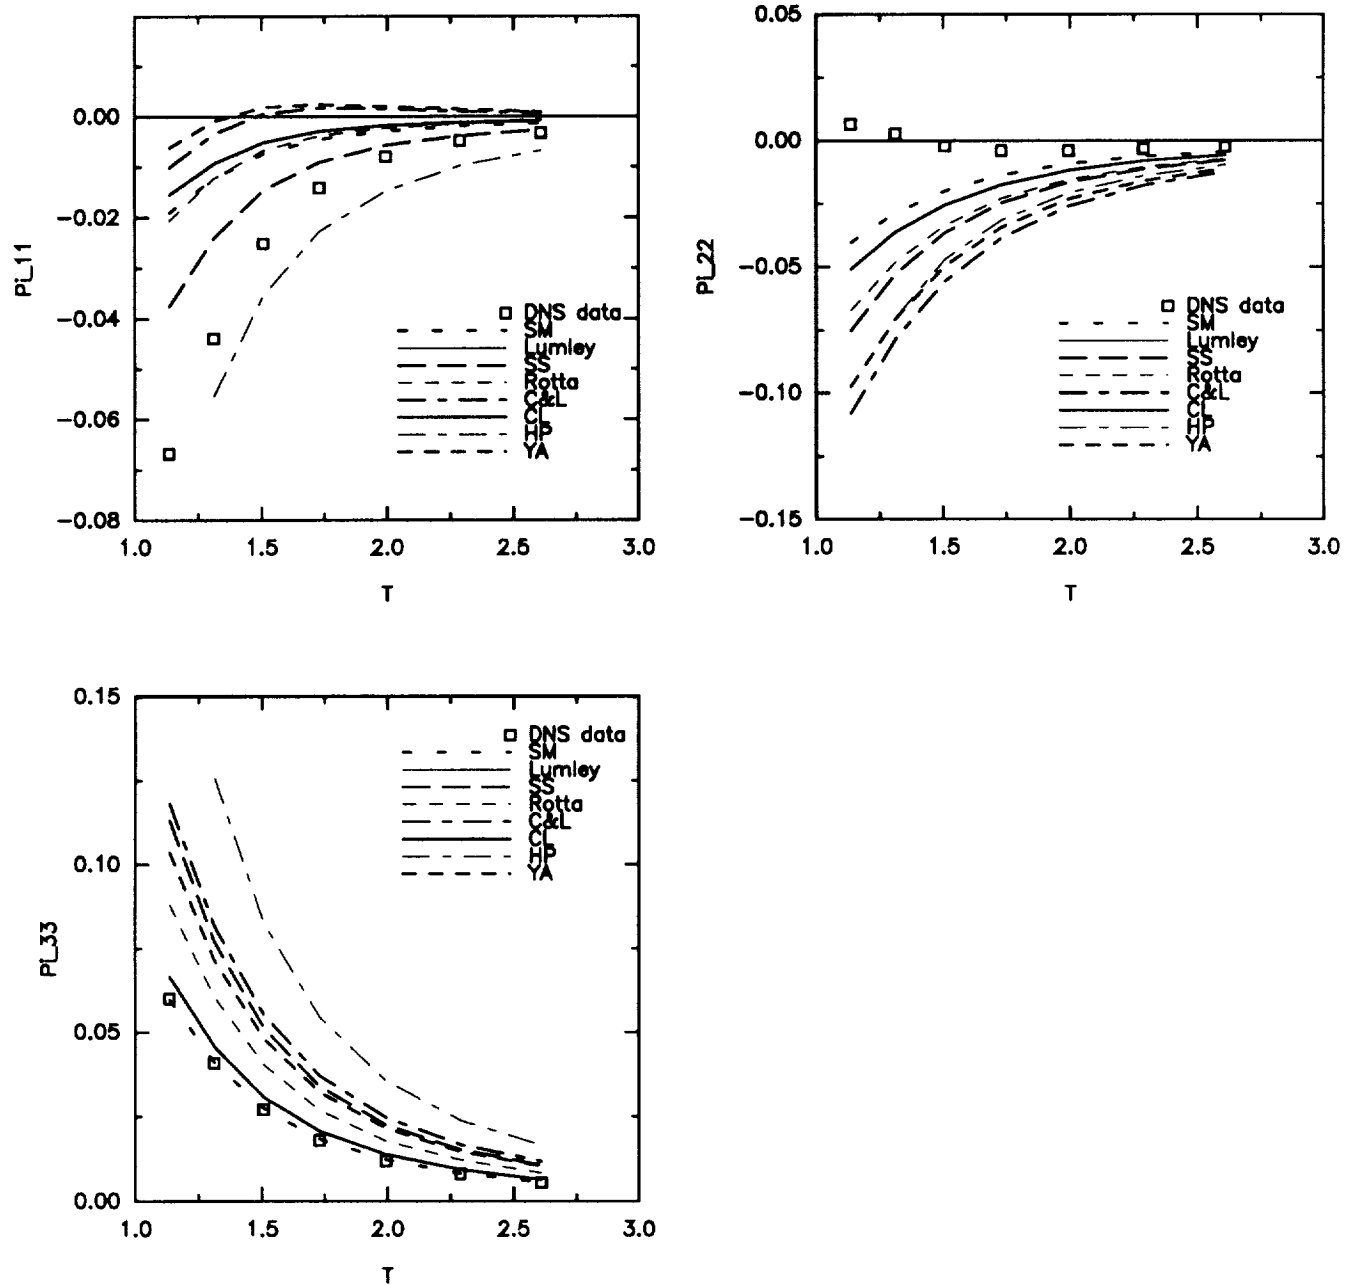 0.00
-0.02
-0.04
-0.06
-0.08
Pi_11
1.0
1.5
2.0
2.5
3.0
T
DNS data
SM
Lumley
SS
Rotta
C&L
CL
HP
YA
0.05
0.00
-0.05
-0.10
-0.15
Pi_22
1.0
1.5
2.0
2.5
3.0
T
DNS data
SM
Lumley
SS
Rotta
C&L
CL
HP
YA
0.15
0.10
0.05
0.00
Pi_33
1.0
1.5
2.0
2.5
3.0
T
DNS data
SM
Lumley
SS
Rotta
C&L
CL
HP
YA